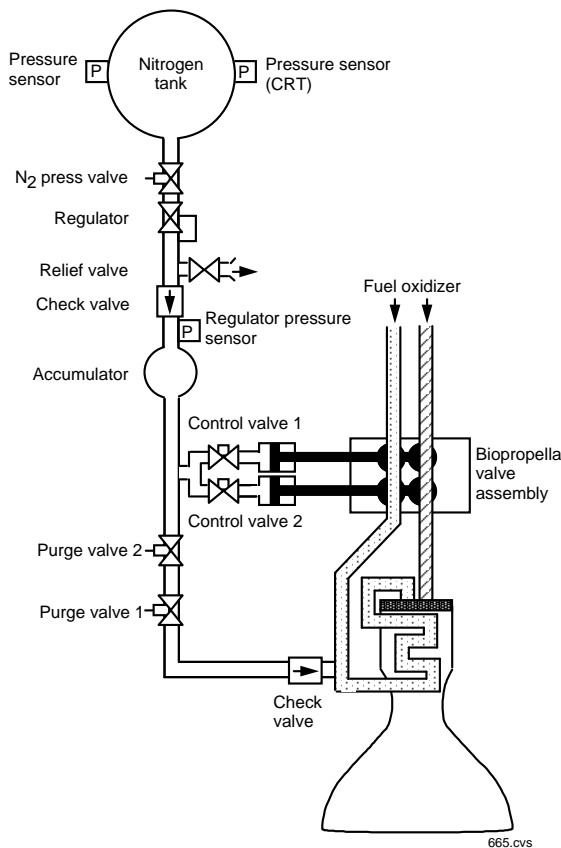 Pressure
sensor
P
Nitrogen
tank
P
Pressure sensor
(CRT)
N2 press valve
Regulator
Relief valve
Check valve
P
Regulator pressure
sensor
Accumulator
Fuel oxidizer
Control valve 1
Control valve 2
Biopropella
valve
assembly
Purge valve 2
Purge valve 1
Check
valve
665.cvs